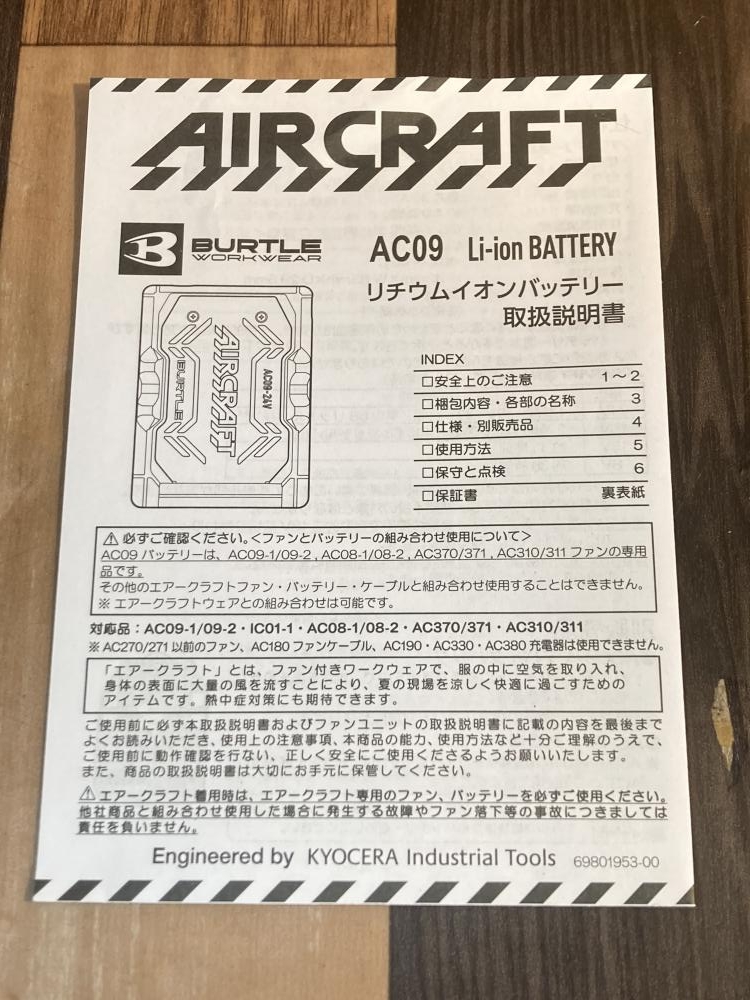 AIRCRAFT
BURTLE
WORKWEAR
AC09 Li-ion BATTERY
リチウムイオンバッテリー
取扱説明書
AIRCRAFT
BURTLE
AC09-24V
INDEX
□安全上のご注意 1～2
□梱包内容・各部の名称 3
□仕様・別販売品 4
□使用方法 5
□保守と点検 6
□保証書 裏表紙
⚠ 必ずご確認ください。<ファンとバッテリーの組み合わせ使用について>
AC09 バッテリーは、AC09-1/09-2 , AC08-1/08-2 , AC370/371 , AC310/311 ファンの専用
品です。
その他のエアークラフトファン・バッテリー・ケーブルと組み合わせ使用することはできません。
※ エアークラフトウェアとの組み合わせは可能です。
対応品：AC09-1/09-2・IC01-1・AC08-1/08-2・AC370/371・AC310/311
※ AC270/271 以前のファン、AC180 ファンケーブル、AC190・AC330・AC380 充電器は使用できません。
「エアークラフト」とは、ファン付きワークウェアで、服の中に空気を取り入れ、
身体の表面に大量の風を流すことにより、夏の現場を涼しく快適に過ごすための
アイテムです。熱中症対策にも期待できます。
ご使用前に必ず本取扱説明書およびファンユニットの取扱説明書に記載の内容を最後まで
よくお読みいただき、使用上の注意事項、本商品の能力、使用方法など十分ご理解のうえで、
ご使用前に動作確認を行ない、正しく安全にご使用くださるようお願いいたします。
また、商品の取扱説明書は大切にお手元に保管してください。
⚠ エアークラフト着用時は、エアークラフト専用のファン、バッテリーを必ずご使用ください。
他社商品と組み合わせ使用した場合に発生する故障やファン落下等の事故につきましては
責任を負いません。
Engineered by KYOCERA Industrial Tools 69801953-00